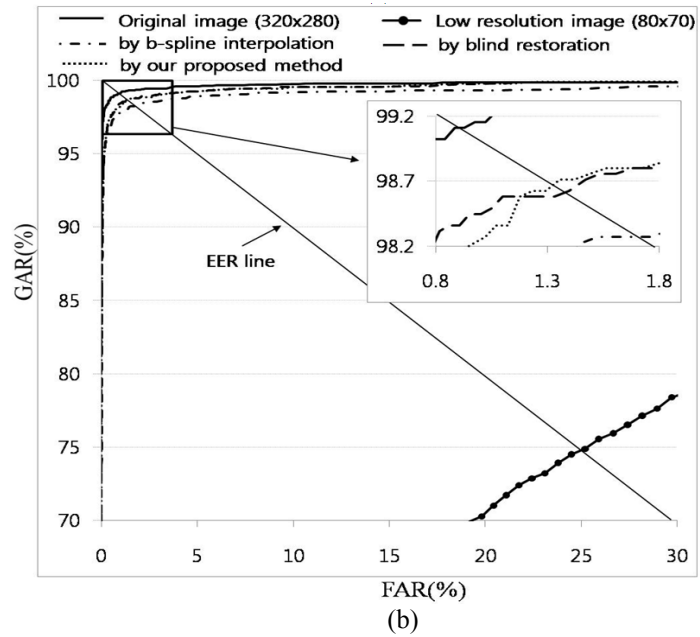 Original image (320x280) Low resolution image (80x70)
by b-spline interpolation by blind restoration
by our proposed method
100
95
90
85
80
75
70
GAR(%)
99.2
98.7
98.2
0.8 1.3 1.8
EER line
0 5 10 15 20 25 30
FAR(%)
(b)